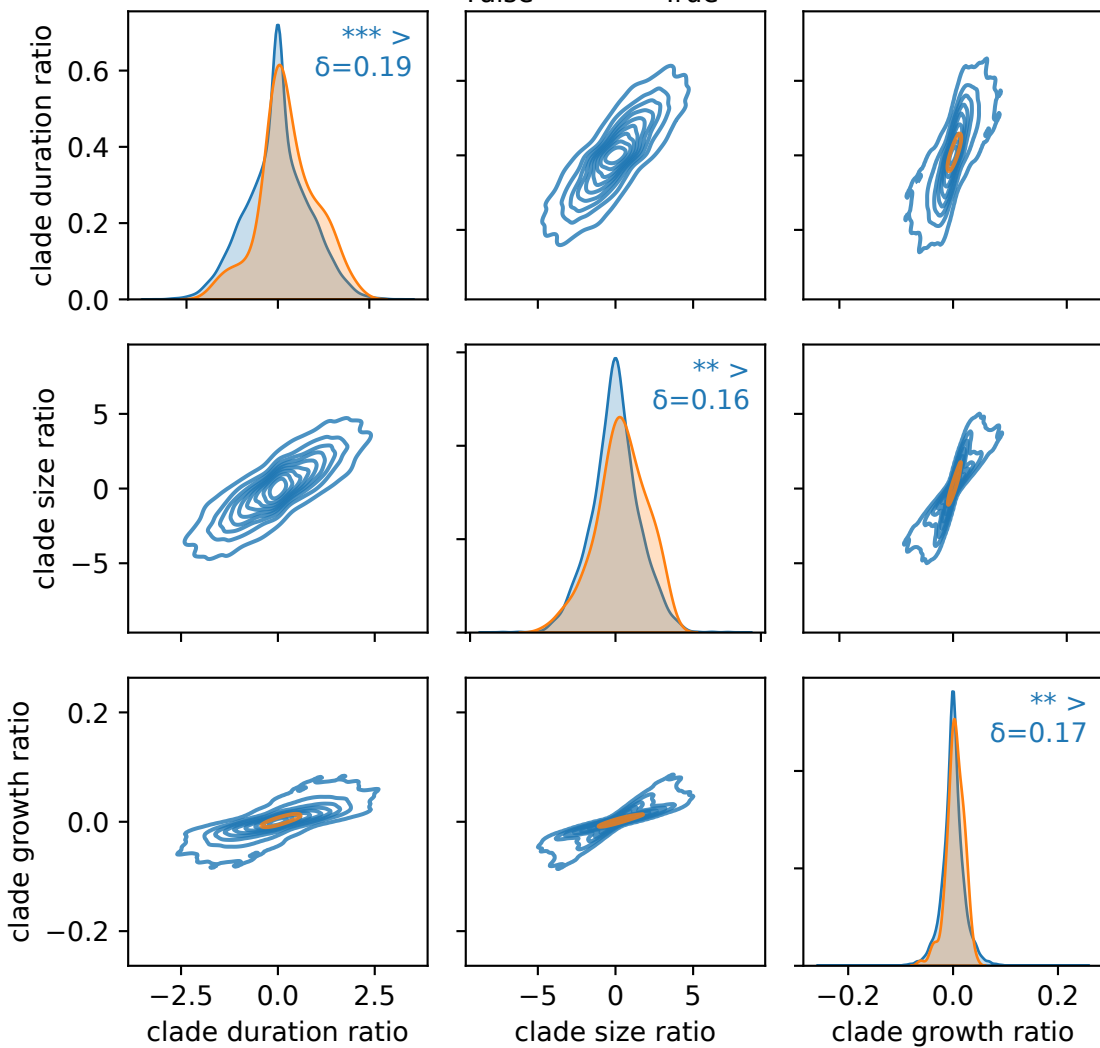 False True
clade duration ratio
0.6
0.4
0.2
0.0
*** >
δ=0.19
clade size ratio
5
0
−5
** >
δ=0.16
clade growth ratio
0.2
0.0
−0.2
** >
δ=0.17
−2.5 0.0 2.5
−5 0 5
−0.2 0.0 0.2
clade duration ratio
clade size ratio
clade growth ratio